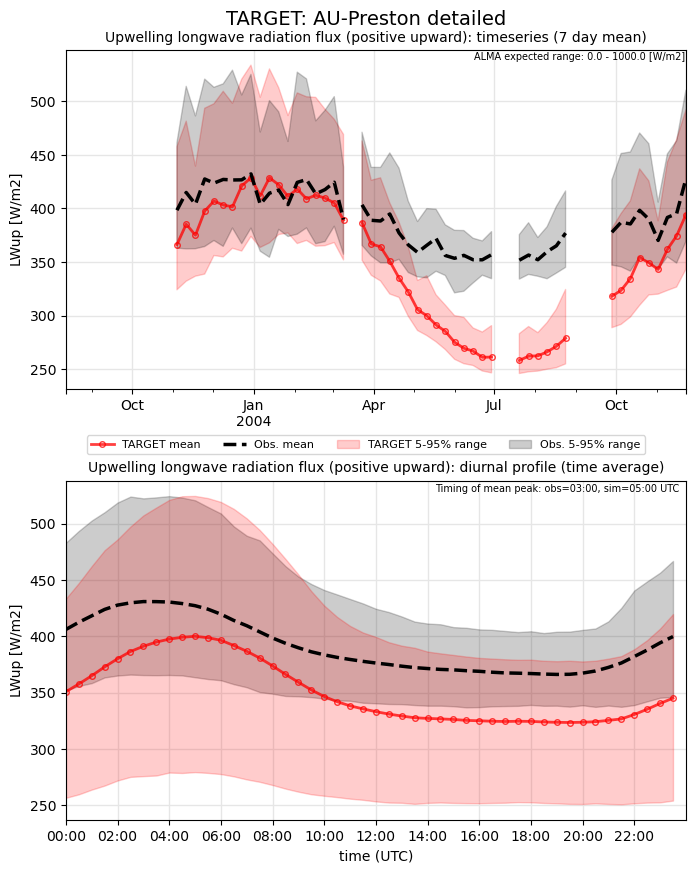 TARGET: AU-Preston detailed
Upwelling longwave radiation flux (positive upward): timeseries (7 day mean)
ALMA expected range: 0.0 - 1000.0 [W/m2]
LWup [W/m2]
500
450
400
350
300
250
Oct
Jan
2004
Apr
Jul
Oct
TARGET mean
Obs. mean
TARGET 5-95% range
Obs. 5-95% range
Upwelling longwave radiation flux (positive upward): diurnal profile (time average)
Timing of mean peak: obs=03:00, sim=05:00 UTC
LWup [W/m2]
500
450
400
350
300
250
00:00
02:00
04:00
06:00
08:00
10:00
12:00
14:00
16:00
18:00
20:00
22:00
time (UTC)